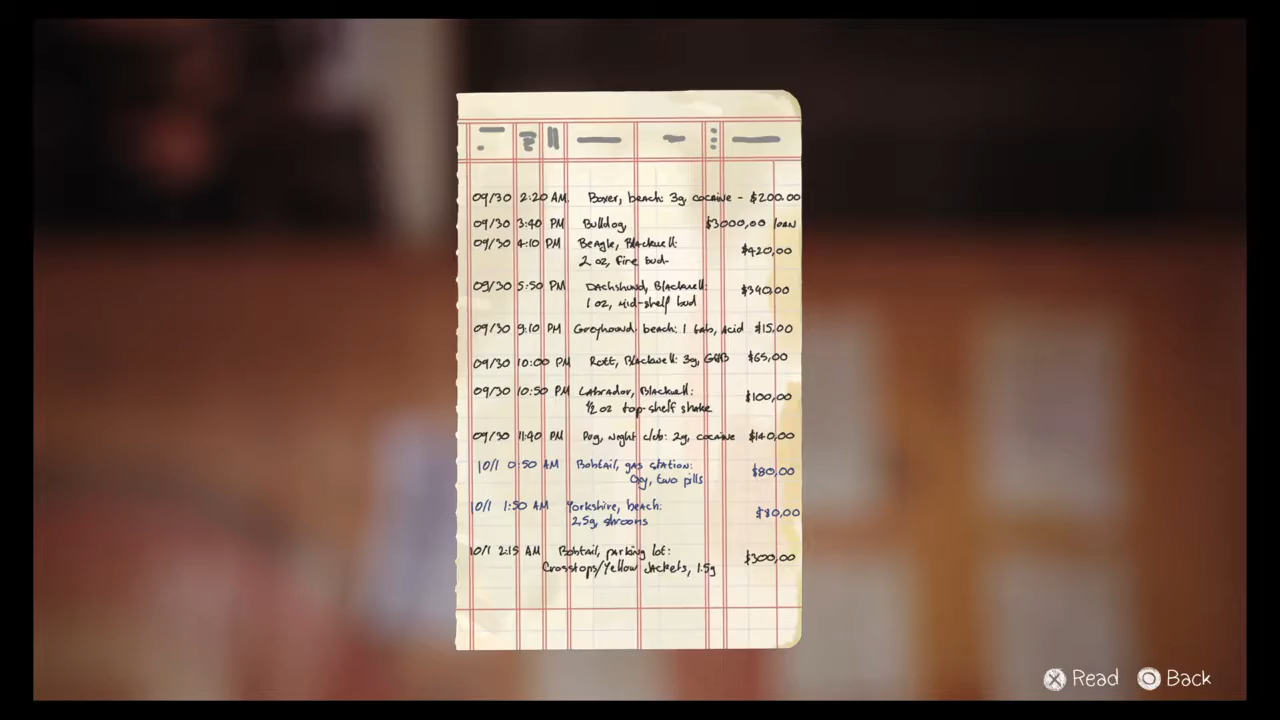 09/30 2:20 AM. Boxer, beach: 3g, cocaine - $200.00
09/30 3:40 PM Bulldog, $3000,00 loan
09/30 4:10 PM Beagle, Blackwell:
2 oz, fire bud- $420,00
09/30 5:50 PM Dachshund, Blackwell:
1 oz, mid-shelf bud $390,00
09/30 9:10 PM Greyhound, beach: 1 tab, acid $15.00
09/30 10:00 PM Rott, Blackwell: 3g, GHB $65,00
09/30 10:50 PM Labrador, Blackwell:
1/2 oz top-shelf shake $100,00
09/30 11:40 PM Pug, night club: 2g, cocaine $140,00
10/1 0:50 AM Bobtail, gas station:
Oxy, two pills $80,00
10/1 1:50 AM Yorkshire, beach:
2,5g, shrooms $80,00
10/1 2:15 AM Bobtail, parking lot:
Crosstops/Yellow Jackets, 1.5g $300,00
Read Back